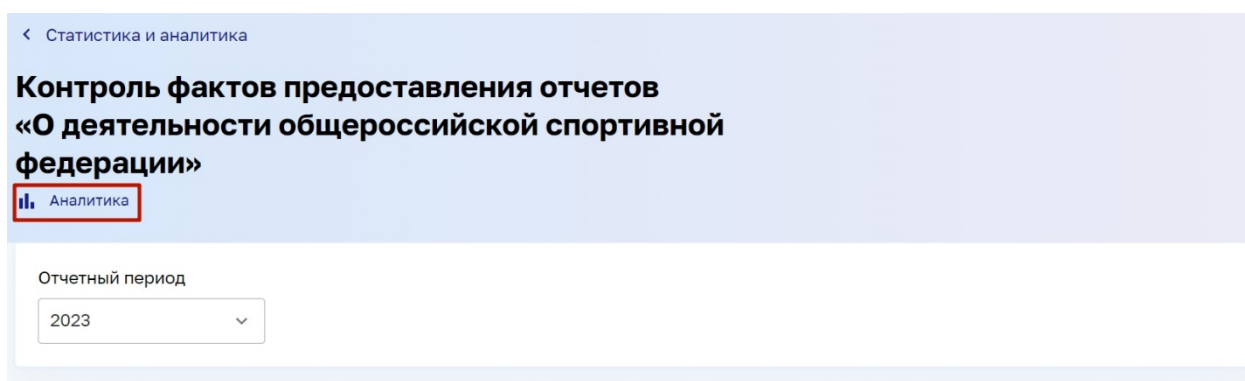 Статистика и аналитика
Контроль фактов предоставления отчетов
«О деятельности общероссийской спортивной
федерации»
Аналитика
Отчетный период
2023